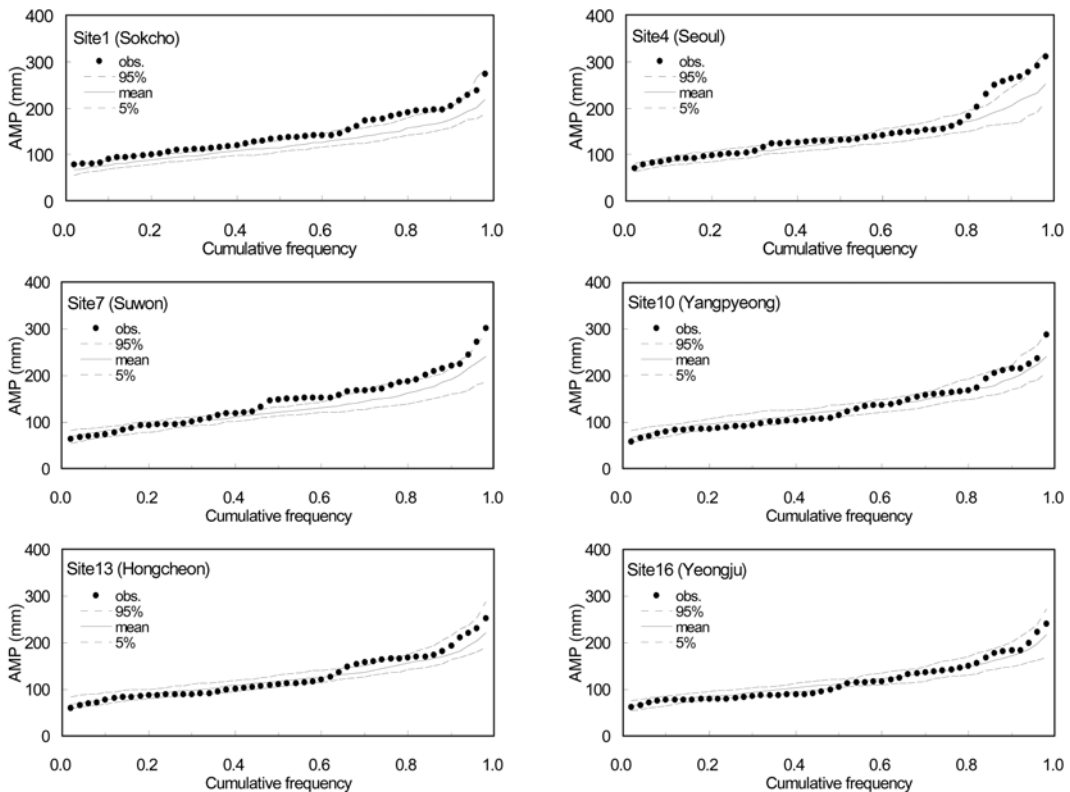 400
300
200
100
0
AMP (mm)
Site1 (Sokcho)
obs.
95%
mean
5%
0.0 0.2 0.4 0.6 0.8 1.0
Cumulative frequency
400
300
200
100
0
AMP (mm)
Site4 (Seoul)
obs.
95%
mean
5%
0.0 0.2 0.4 0.6 0.8 1.0
Cumulative frequency
400
300
200
100
0
AMP (mm)
Site7 (Suwon)
obs.
95%
mean
5%
0.0 0.2 0.4 0.6 0.8 1.0
Cumulative frequency
400
300
200
100
0
AMP (mm)
Site10 (Yangpyeong)
obs.
95%
mean
5%
0.0 0.2 0.4 0.6 0.8 1.0
Cumulative frequency
400
300
200
100
0
AMP (mm)
Site13 (Hongcheon)
obs.
95%
mean
5%
0.0 0.2 0.4 0.6 0.8 1.0
Cumulative frequency
400
300
200
100
0
AMP (mm)
Site16 (Yeongju)
obs.
95%
mean
5%
0.0 0.2 0.4 0.6 0.8 1.0
Cumulative frequency